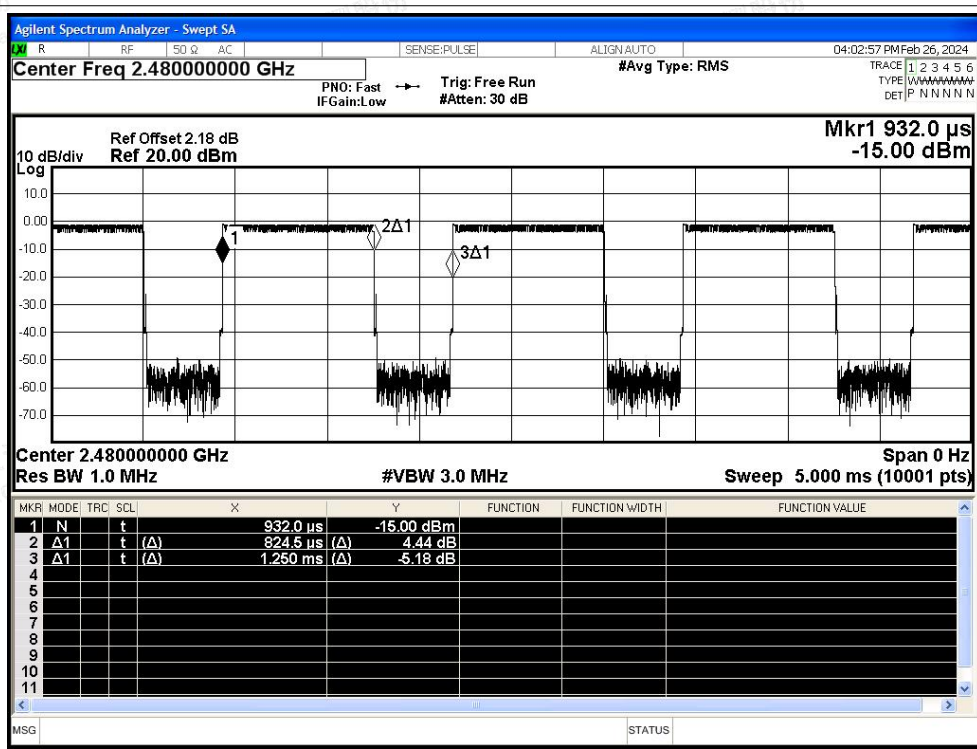 Agilent Spectrum Analyzer - Swept SA
LXI R RF 50 Ω AC SENSE:PULSE ALIGN AUTO 04:02:57 PM Feb 26, 2024
Center Freq 2.480000000 GHz #Avg Type: RMS TRACE 1 2 3 4 5 6
PNO: Fast Trig: Free Run TYPE WWWWWW
IFGain:Low #Atten: 30 dB DET P N N N N N
Ref Offset 2.18 dB Mkr1 932.0 µs
10 dB/div Ref 20.00 dBm -15.00 dBm
Log
10.0
0.00
2Δ1
1
-10.0
3Δ1
-20.0
-30.0
-40.0
-50.0
-60.0
-70.0
Center 2.480000000 GHz Span 0 Hz
Res BW 1.0 MHz #VBW 3.0 MHz Sweep 5.000 ms (10001 pts)
MKR MODE TRC SCL X Y FUNCTION FUNCTION WIDTH FUNCTION VALUE
1 N t 932.0 µs -15.00 dBm
2 Δ1 t (Δ) 824.5 µs (Δ) 4.44 dB
3 Δ1 t (Δ) 1.250 ms (Δ) -5.18 dB
4
5
6
7
8
9
10
11
MSG STATUS